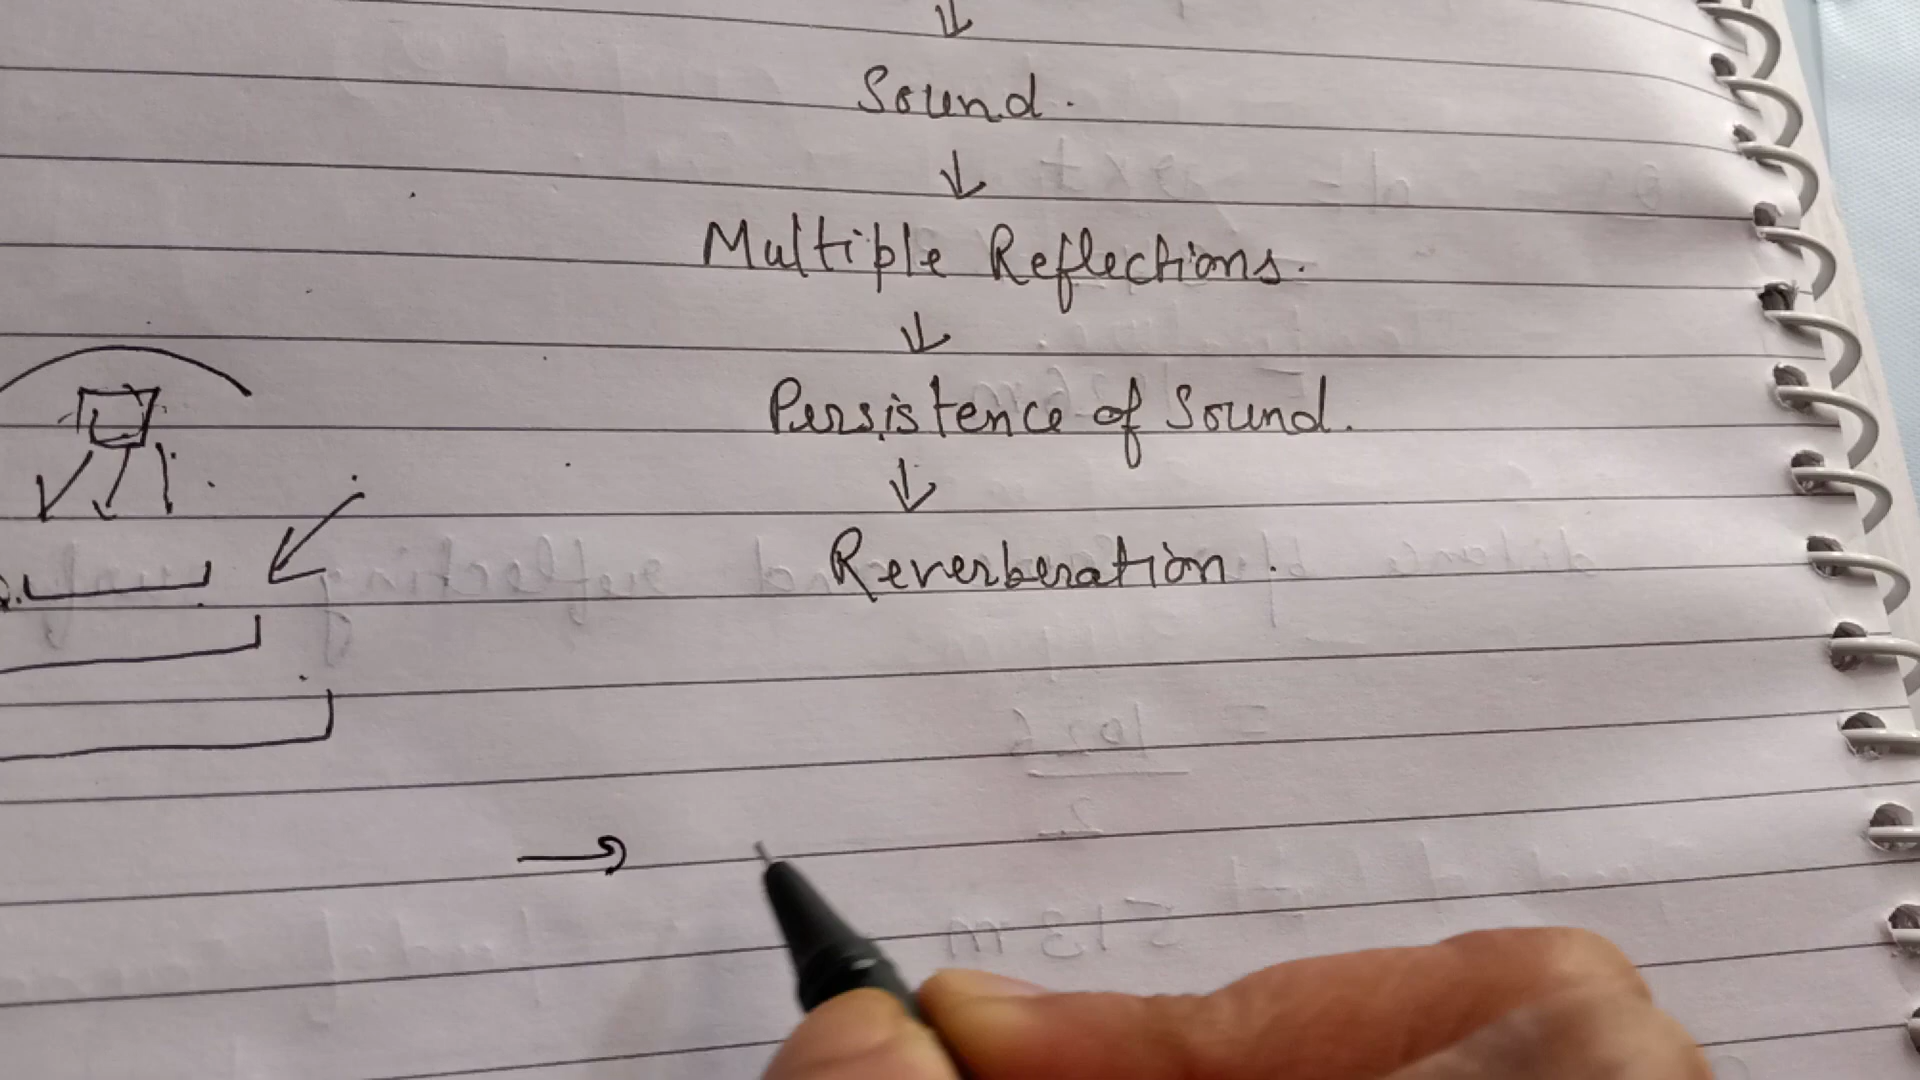 Sound.
Multiple Reflections.
Persistence of Sound.
Reverberation.